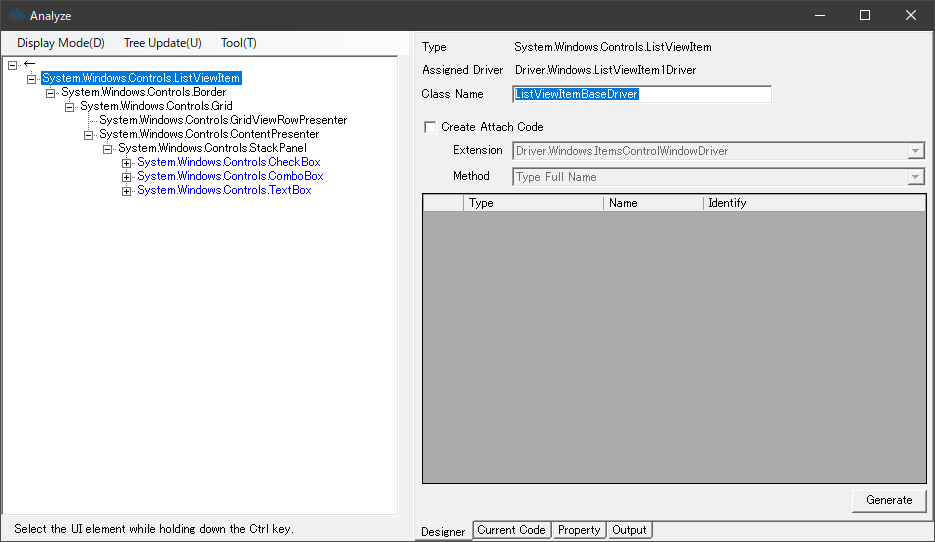 Analyze
Display Mode(D) Tree Update(U) Tool(T)
←
System.Windows.Controls.ListViewItem
System.Windows.Controls.Border
System.Windows.Controls.Grid
System.Windows.Controls.GridViewRowPresenter
System.Windows.Controls.ContentPresenter
System.Windows.Controls.StackPanel
System.Windows.Controls.CheckBox
System.Windows.Controls.ComboBox
System.Windows.Controls.TextBox
Select the UI element while holding down the Ctrl key.
Type System.Windows.Controls.ListViewItem
Assigned Driver Driver.Windows.ListViewItem1Driver
Class Name ListViewItemBaseDriver
Create Attach Code
Extension Driver.Windows.ItemsControlWindowDriver
Method Type Full Name
Type Name Identify
Generate
Designer Current Code Property Output